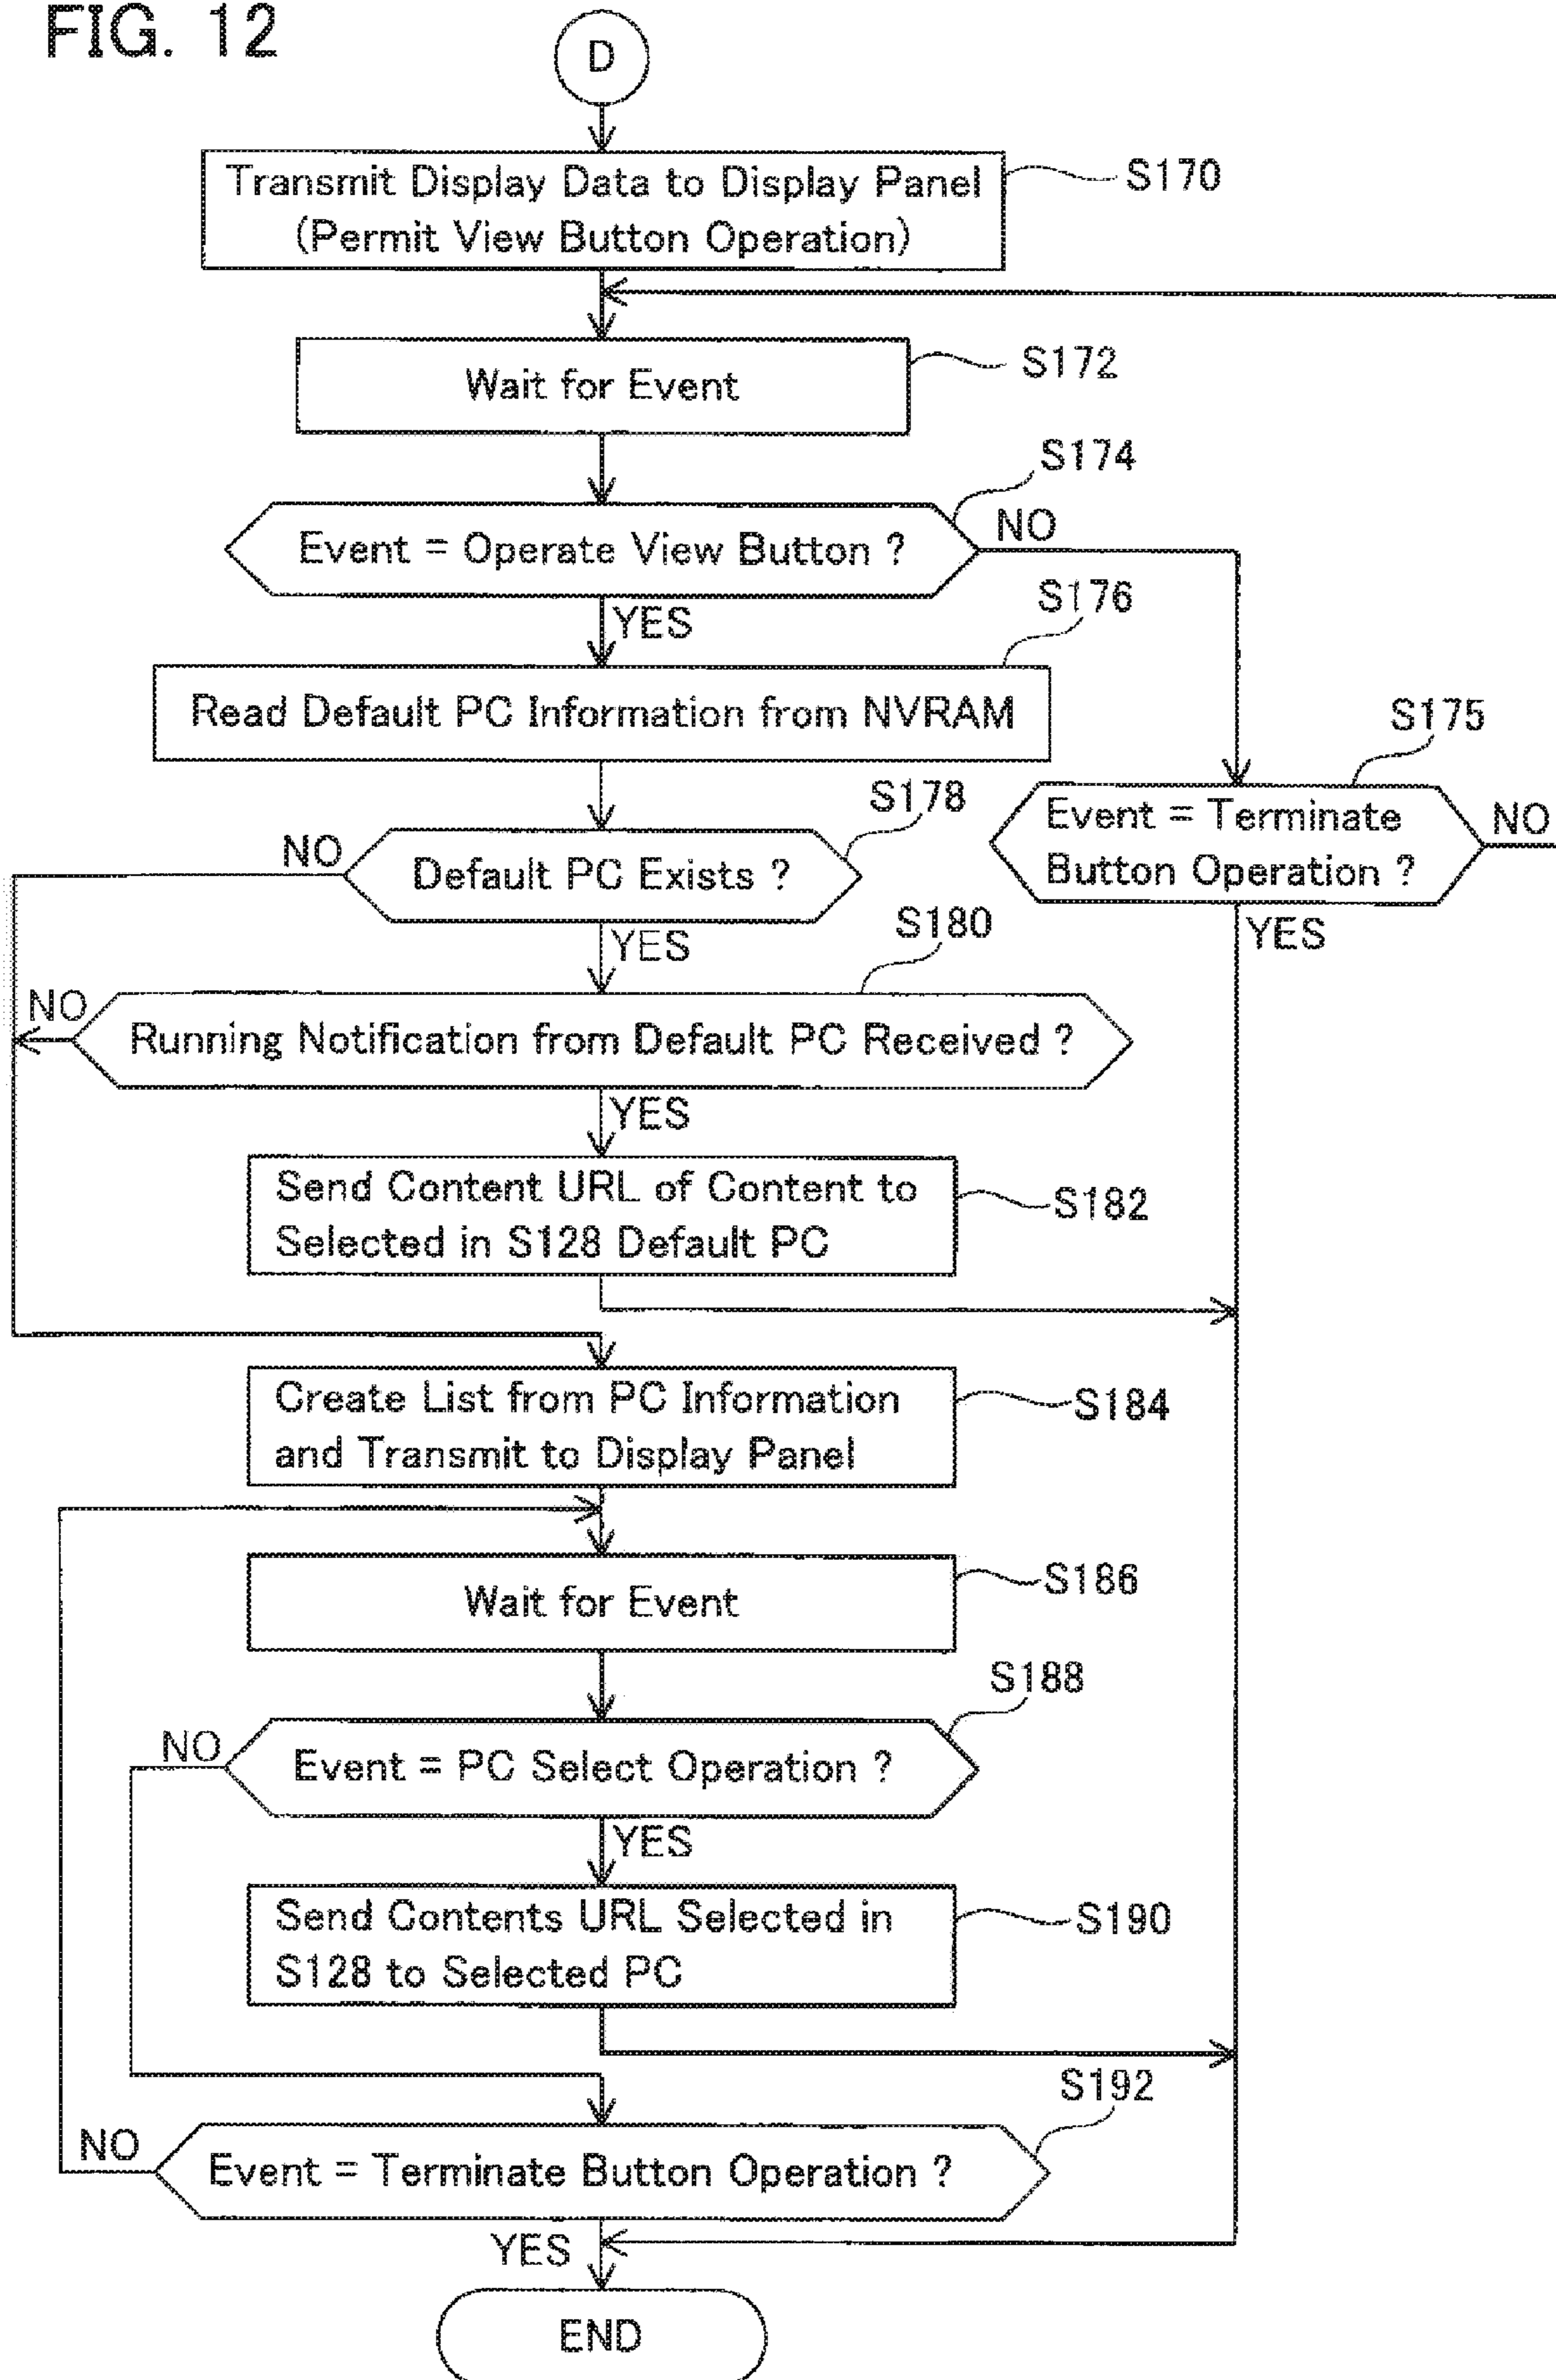 FIG. 12
D
Transmit Display Data to Display Panel
(Permit View Button Operation)
S170
Wait for Event
S172
S174
Event = Operate View Button ?
NO
YES
S176
Read Default PC Information from NVRAM
S175
Event = Terminate
Button Operation ?
NO
YES
S178
NO
Default PC Exists ?
YES
S180
NO
Running Notification from Default PC Received ?
YES
Send Content URL of Content to
Selected in S128 Default PC
S182
Create List from PC Information
and Transmit to Display Panel
S184
Wait for Event
S186
S188
NO
Event = PC Select Operation ?
YES
Send Contents URL Selected in
S128 to Selected PC
S190
S192
NO
Event = Terminate Button Operation ?
YES
END